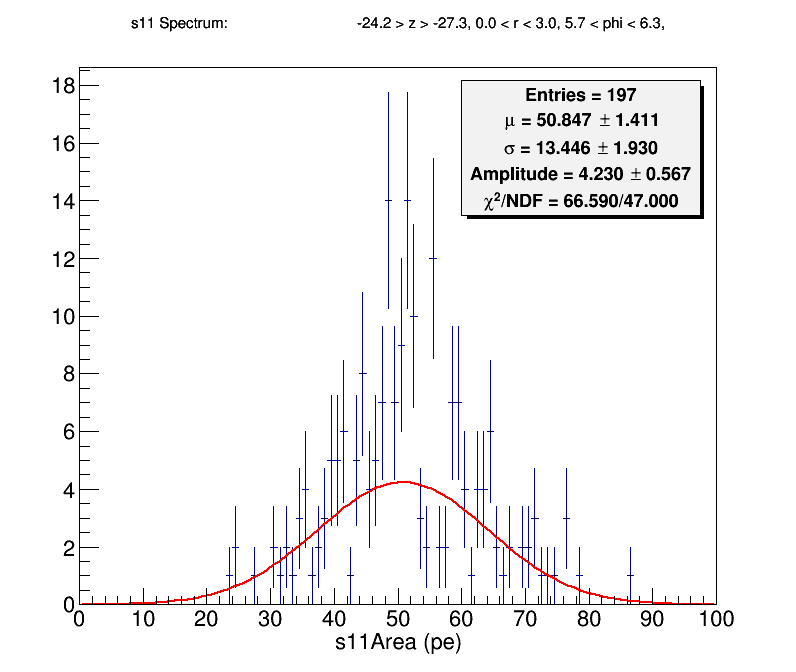 s11 Spectrum: -24.2 > z > -27.3, 0.0 < r < 3.0, 5.7 < phi < 6.3,
Entries = 197
μ = 50.847 ± 1.411
σ = 13.446 ± 1.930
Amplitude = 4.230 ± 0.567
χ²/NDF = 66.590/47.000
18
16
14
12
10
8
6
4
2
0
0 10 20 30 40 50 60 70 80 90 100
s11Area (pe)